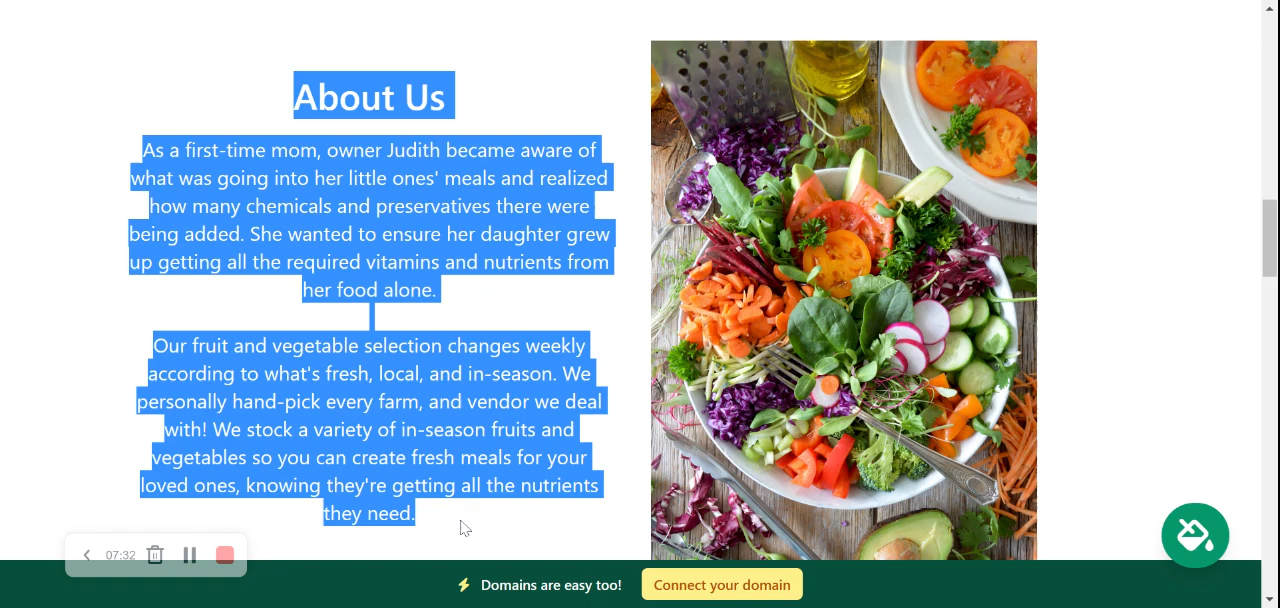 About Us
As a first-time mom, owner Judith became aware of
what was going into her little ones' meals and realized
how many chemicals and preservatives there were
being added. She wanted to ensure her daughter grew
up getting all the required vitamins and nutrients from
her food alone.
Our fruit and vegetable selection changes weekly
according to what's fresh, local, and in-season. We
personally hand-pick every farm, and vendor we deal
with! We stock a variety of in-season fruits and
vegetables so you can create fresh meals for your
loved ones, knowing they're getting all the nutrients
they need.
07:32
Domains are easy too!
Connect your domain